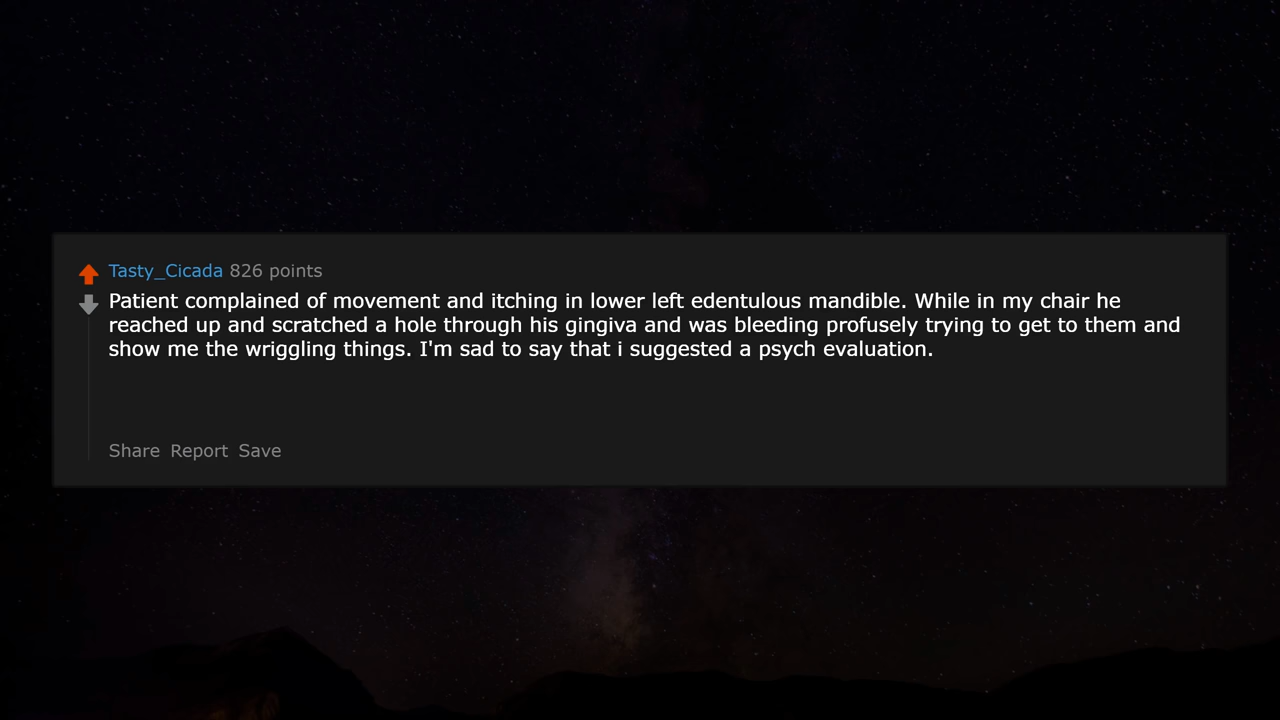 Tasty_Cicada 826 points
Patient complained of movement and itching in lower left edentulous mandible. While in my chair he
reached up and scratched a hole through his gingiva and was bleeding profusely trying to get to them and
show me the wriggling things. I'm sad to say that i suggested a psych evaluation.
Share Report Save